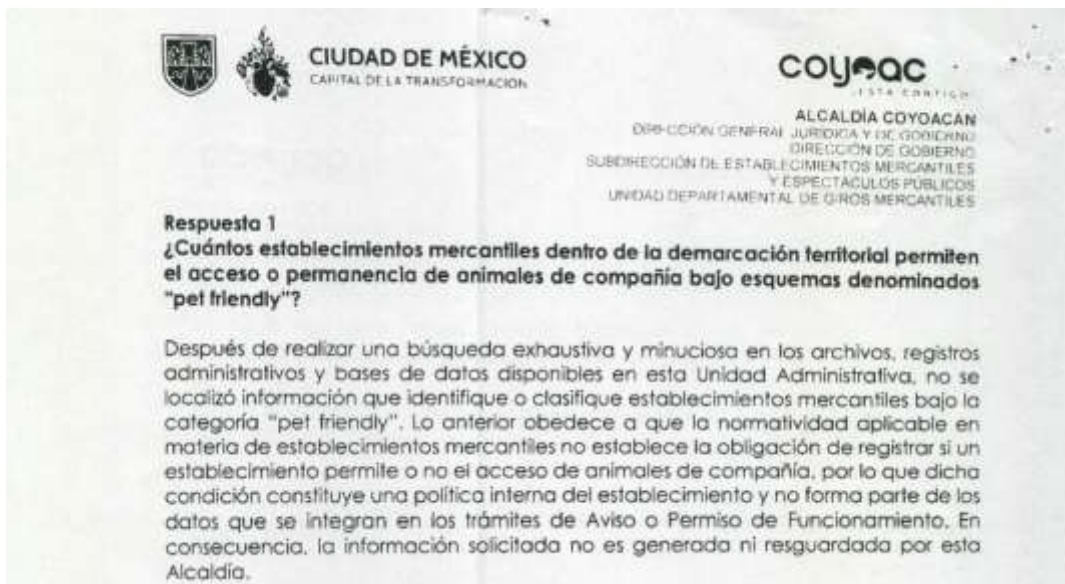 CIUDAD DE MÉXICO
CAPITAL DE LA TRANSFORMACIÓN
COYOAC
ESTÁ CONTIGO
ALCALDÍA COYOACÁN
DIRECCIÓN GENERAL JURÍDICA Y DE GOBIERNO
DIRECCIÓN DE GOBIERNO
SUBDIRECCIÓN DE ESTABLECIMIENTOS MERCANTILES
Y ESPECTÁCULOS PÚBLICOS
UNIDAD DEPARTAMENTAL DE GIROS MERCANTILES
Respuesta 1
¿Cuántos establecimientos mercantiles dentro de la demarcación territorial permiten
el acceso o permanencia de animales de compañía bajo esquemas denominados
"pet friendly"?
Después de realizar una búsqueda exhaustiva y minuciosa en los archivos, registros
administrativos y bases de datos disponibles en esta Unidad Administrativa, no se
localizó información que identifique o clasifique establecimientos mercantiles bajo la
categoría "pet friendly". Lo anterior obedece a que la normatividad aplicable en
materia de establecimientos mercantiles no establece la obligación de registrar si un
establecimiento permite o no el acceso de animales de compañía, por lo que dicha
condición constituye una política interna del establecimiento y no forma parte de los
datos que se integran en los trámites de Aviso o Permiso de Funcionamiento. En
consecuencia, la información solicitada no es generada ni resguardada por esta
Alcaldía.